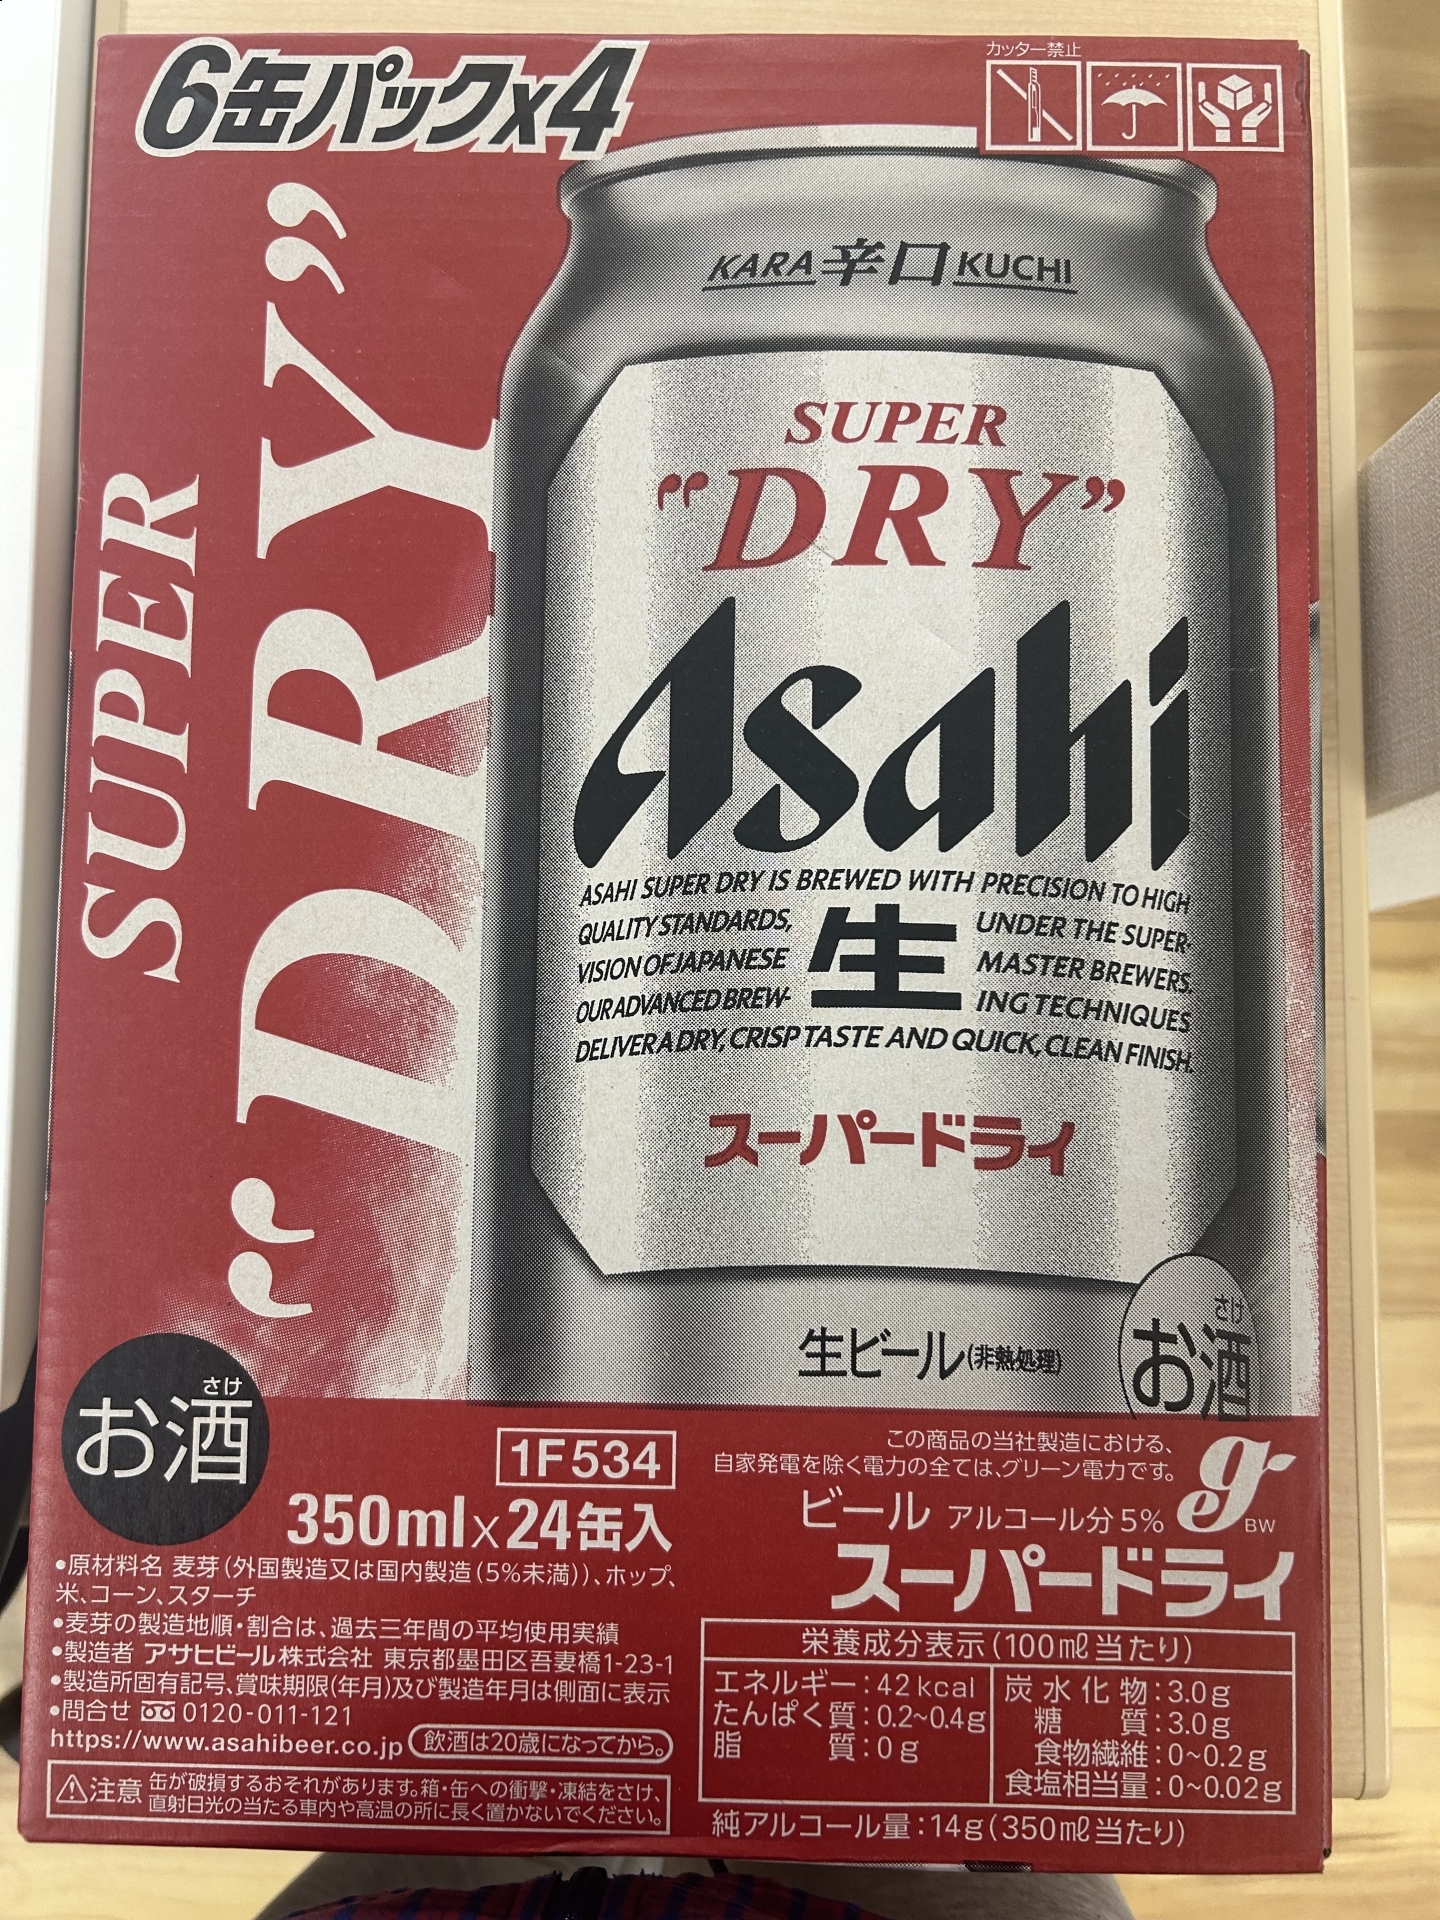 6缶パックx4
カッター禁止
SUPER
“DRY”
KARA 辛口 KUCHI
SUPER
“DRY”
Asahi
ASAHI SUPER DRY IS BREWED WITH PRECISION TO HIGH
QUALITY STANDARDS, UNDER THE SUPER-
VISION OF JAPANESE MASTER BREWERS.
OUR ADVANCED BREW- ING TECHNIQUES
DELIVER A DRY, CRISP TASTE AND QUICK, CLEAN FINISH.
生
スーパードライ
生ビール(非熱処理)
さけ
お酒
さけ
お酒
1F534
350ml×24缶入
この商品の当社製造における、
自家発電を除く電力の全ては、グリーン電力です。
g
BW
ビール アルコール分5%
スーパードライ
•原材料名 麦芽(外国製造又は国内製造(5%未満))、ホップ、
米、コーン、スターチ
•麦芽の製造地順・割合は、過去三年間の平均使用実績
•製造者 アサヒビール株式会社 東京都墨田区吾妻橋1-23-1
•製造所固有記号、賞味期限(年月)及び製造年月は側面に表示
•問合せ 0120-011-121
https://www.asahibeer.co.jp 飲酒は20歳になってから。
注意 缶が破損するおそれがあります。箱・缶への衝撃・凍結をさけ、
直射日光の当たる車内や高温の所に長く置かないでください。
栄養成分表示(100ml当たり)
エネルギー:42kcal
たんぱく質:0.2~0.4g
脂質:0g
炭水化物:3.0g
糖質:3.0g
食物繊維:0~0.2g
食塩相当量:0~0.02g
純アルコール量:14g(350ml当たり)